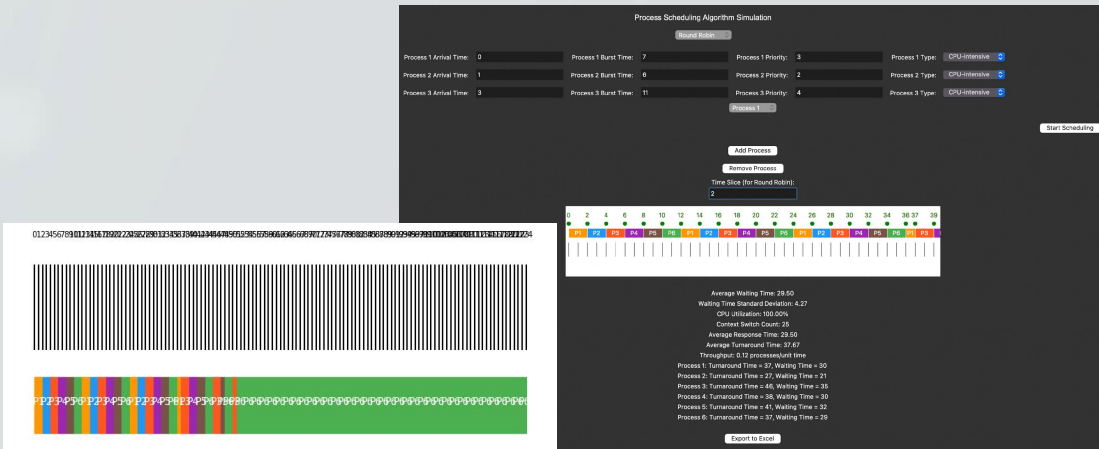 Process Scheduling Algorithm Simulation
Round Robin
Process 1 Arrival Time: 0 Process 1 Burst Time: 7 Process 1 Priority: 3 Process 1 Type: CPU-intensive
Process 2 Arrival Time: 1 Process 2 Burst Time: 6 Process 2 Priority: 2 Process 2 Type: CPU-intensive
Process 3 Arrival Time: 3 Process 3 Burst Time: 11 Process 3 Priority: 4 Process 3 Type: CPU-intensive
Process 1
Start Scheduling
Add Process
Remove Process
Time Slice (for Round Robin):
2
0 2 4 6 8 10 12 14 16 18 20 22 24 26 28 30 32 34 36 37 39
P1 P2 P3 P4 P5 P6 P1 P2 P3 P4 P5 P6 P1 P2 P3 P4 P5 P6 P1 P3
Average Waiting Time: 29.50
Waiting Time Standard Deviation: 4.27
CPU Utilization: 100.00%
Context Switch Count: 25
Average Response Time: 29.50
Average Turnaround Time: 37.67
Throughput: 0.12 processes/unit time
Process 1: Turnaround Time = 37, Waiting Time = 30
Process 2: Turnaround Time = 27, Waiting Time = 21
Process 3: Turnaround Time = 46, Waiting Time = 35
Process 4: Turnaround Time = 38, Waiting Time = 30
Process 5: Turnaround Time = 41, Waiting Time = 32
Process 6: Turnaround Time = 37, Waiting Time = 29
Export to Excel